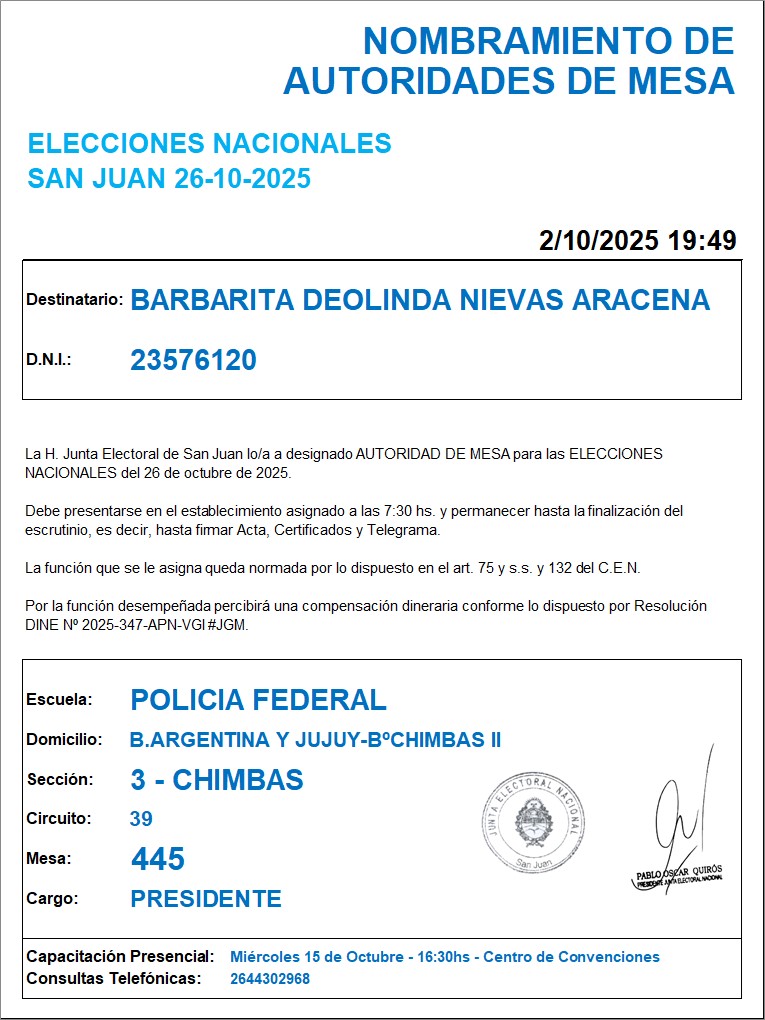 NOMBRAMIENTO DE
AUTORIDADES DE MESA
ELECCIONES NACIONALES
SAN JUAN 26-10-2025
2/10/2025 19:49
Destinatario: BARBARITA DEOLINDA NIEVAS ARACENA
D.N.I.: 23576120
La H. Junta Electoral de San Juan lo/a a designado AUTORIDAD DE MESA para las ELECCIONES
NACIONALES del 26 de octubre de 2025.
Debe presentarse en el establecimiento asignado a las 7:30 hs. y permanecer hasta la finalización del
escrutinio, es decir, hasta firmar Acta, Certificados y Telegrama.
La función que se le asigna queda normada por lo dispuesto en el art. 75 y s.s. y 132 del C.E.N.
Por la función desempeñada percibirá una compensación dineraria conforme lo dispuesto por Resolución
DINE Nº 2025-347-APN-VGI#JGM.
Escuela: POLICIA FEDERAL
Domicilio: B.ARGENTINA Y JUJUY-BºCHIMBAS II
Sección: 3 - CHIMBAS
Circuito: 39
Mesa: 445
Cargo: PRESIDENTE
JUNTA ELECTORAL NACIONAL
San Juan
PABLO OSCAR QUIRÓS
PRESIDENTE JUNTA ELECTORAL NACIONAL
Capacitación Presencial: Miércoles 15 de Octubre - 16:30hs - Centro de Convenciones
Consultas Telefónicas: 2644302968